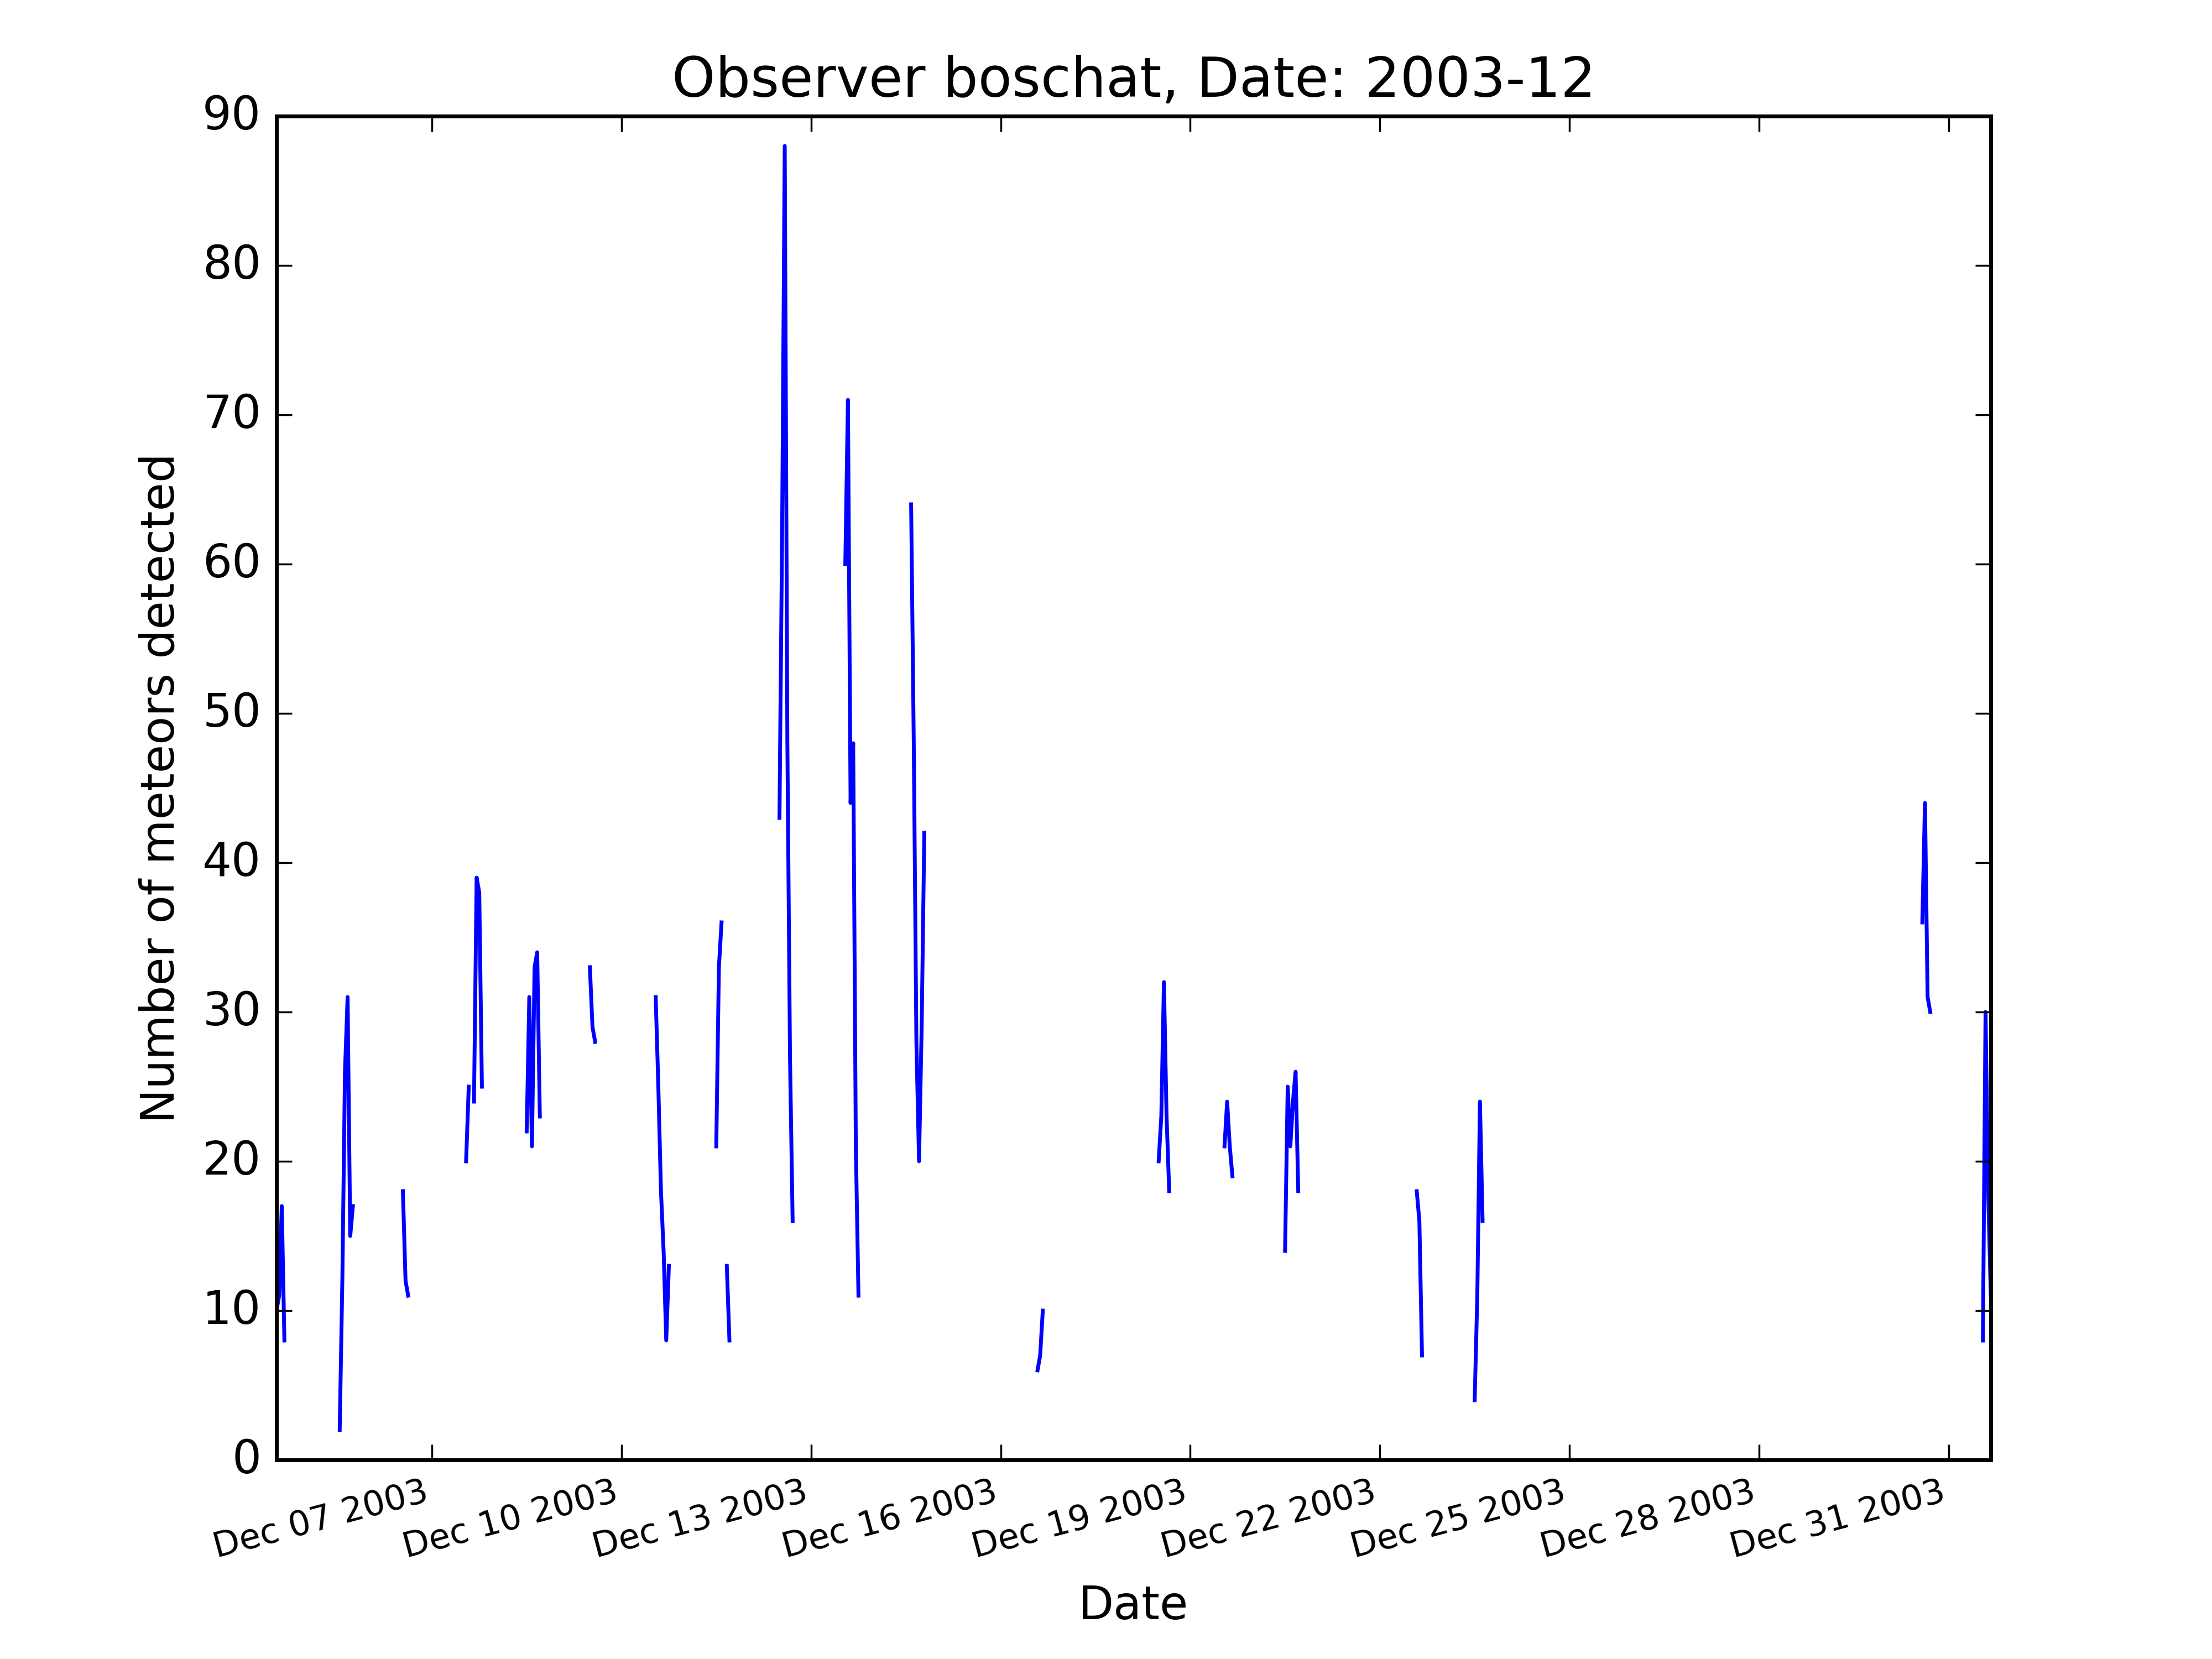 Observer boschat, Date: 2003-12
90
80
70
60
50
40
30
20
10
0
Number of meteors detected
Dec 07 2003
Dec 10 2003
Dec 13 2003
Dec 16 2003
Dec 19 2003
Dec 22 2003
Dec 25 2003
Dec 28 2003
Dec 31 2003
Date